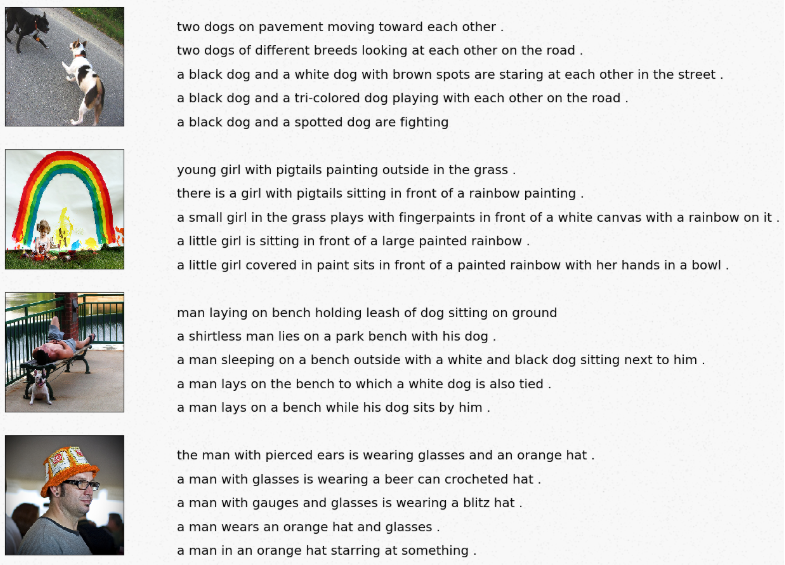 two dogs on pavement moving toward each other .
two dogs of different breeds looking at each other on the road .
a black dog and a white dog with brown spots are staring at each other in the street .
a black dog and a tri-colored dog playing with each other on the road .
a black dog and a spotted dog are fighting
young girl with pigtails painting outside in the grass .
there is a girl with pigtails sitting in front of a rainbow painting .
a small girl in the grass plays with fingerpaints in front of a white canvas with a rainbow on it .
a little girl is sitting in front of a large painted rainbow .
a little girl covered in paint sits in front of a painted rainbow with her hands in a bowl .
man laying on bench holding leash of dog sitting on ground
a shirtless man lies on a park bench with his dog .
a man sleeping on a bench outside with a white and black dog sitting next to him .
a man lays on the bench to which a white dog is also tied .
a man lays on a bench while his dog sits by him .
the man with pierced ears is wearing glasses and an orange hat .
a man with glasses is wearing a beer can crocheted hat .
a man with gauges and glasses is wearing a blitz hat .
a man wears an orange hat and glasses .
a man in an orange hat starring at something .